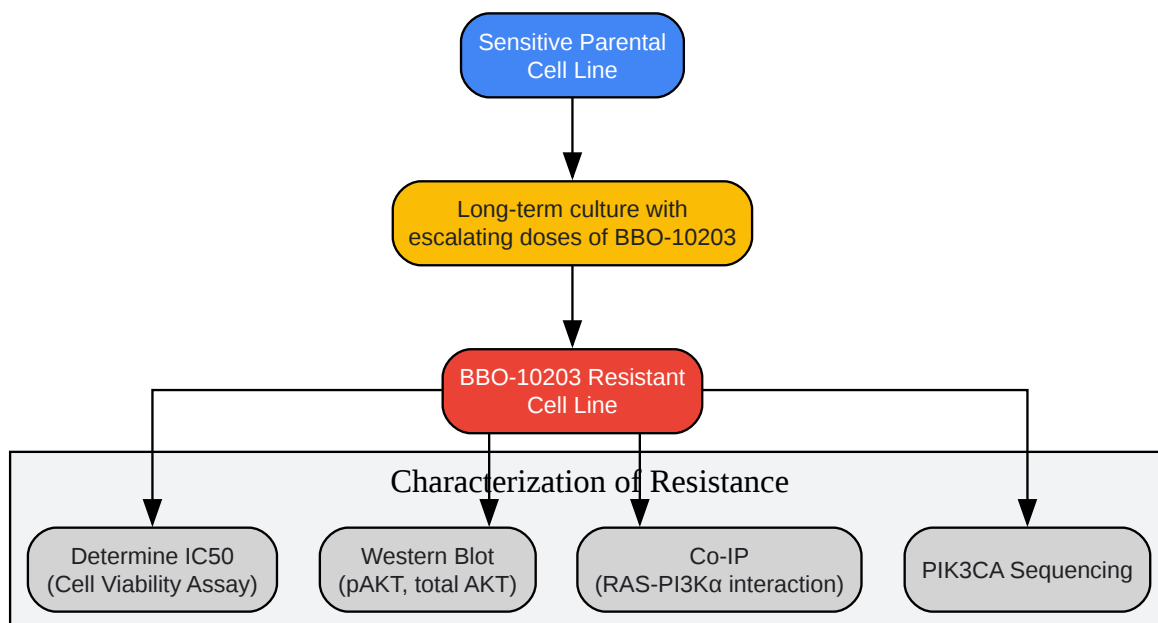 Sensitive Parental
Cell Line
Long-term culture with
escalating doses of BBO-10203
BBO-10203 Resistant
Cell Line
Characterization of Resistance
Determine IC50
(Cell Viability Assay)
Western Blot
(pAKT, total AKT)
Co-IP
(RAS-PI3Kα interaction)
PIK3CA Sequencing